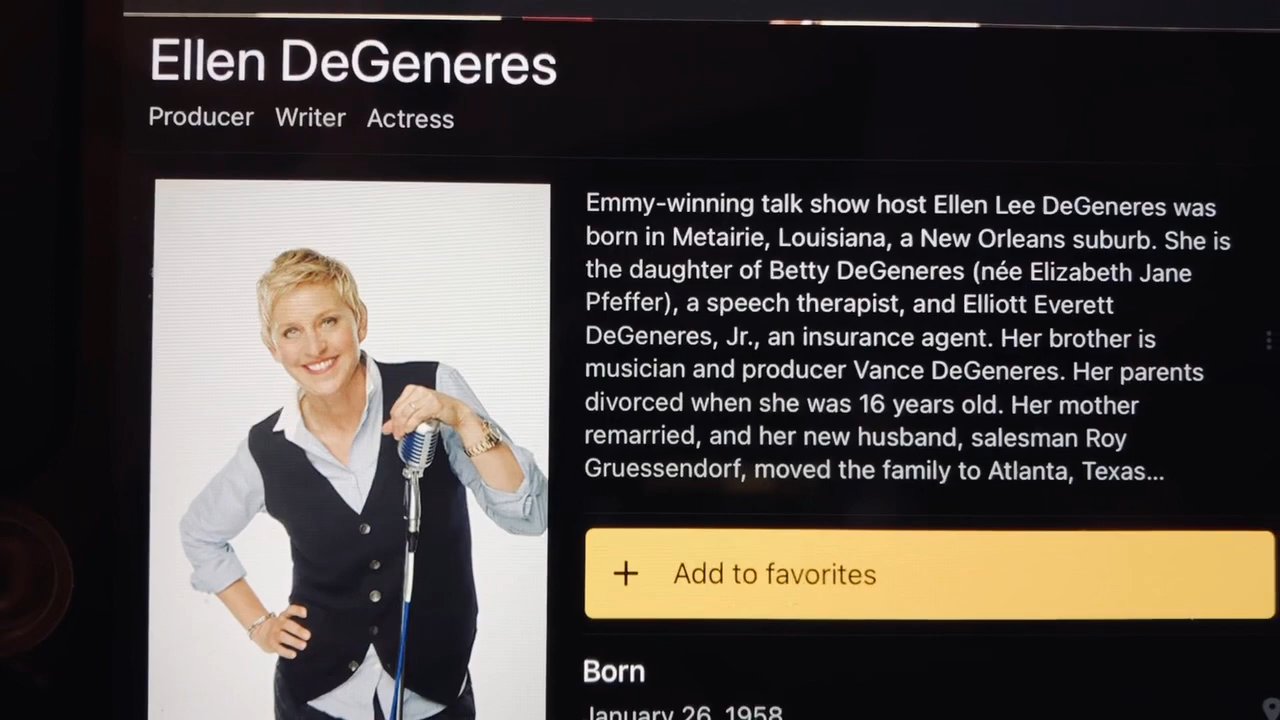 Ellen DeGeneres
Producer Writer Actress
Emmy-winning talk show host Ellen Lee DeGeneres was
born in Metairie, Louisiana, a New Orleans suburb. She is
the daughter of Betty DeGeneres (née Elizabeth Jane
Pfeffer), a speech therapist, and Elliott Everett
DeGeneres, Jr., an insurance agent. Her brother is
musician and producer Vance DeGeneres. Her parents
divorced when she was 16 years old. Her mother
remarried, and her new husband, salesman Roy
Gruessendorf, moved the family to Atlanta, Texas...
+ Add to favorites
Born
January 26, 1958